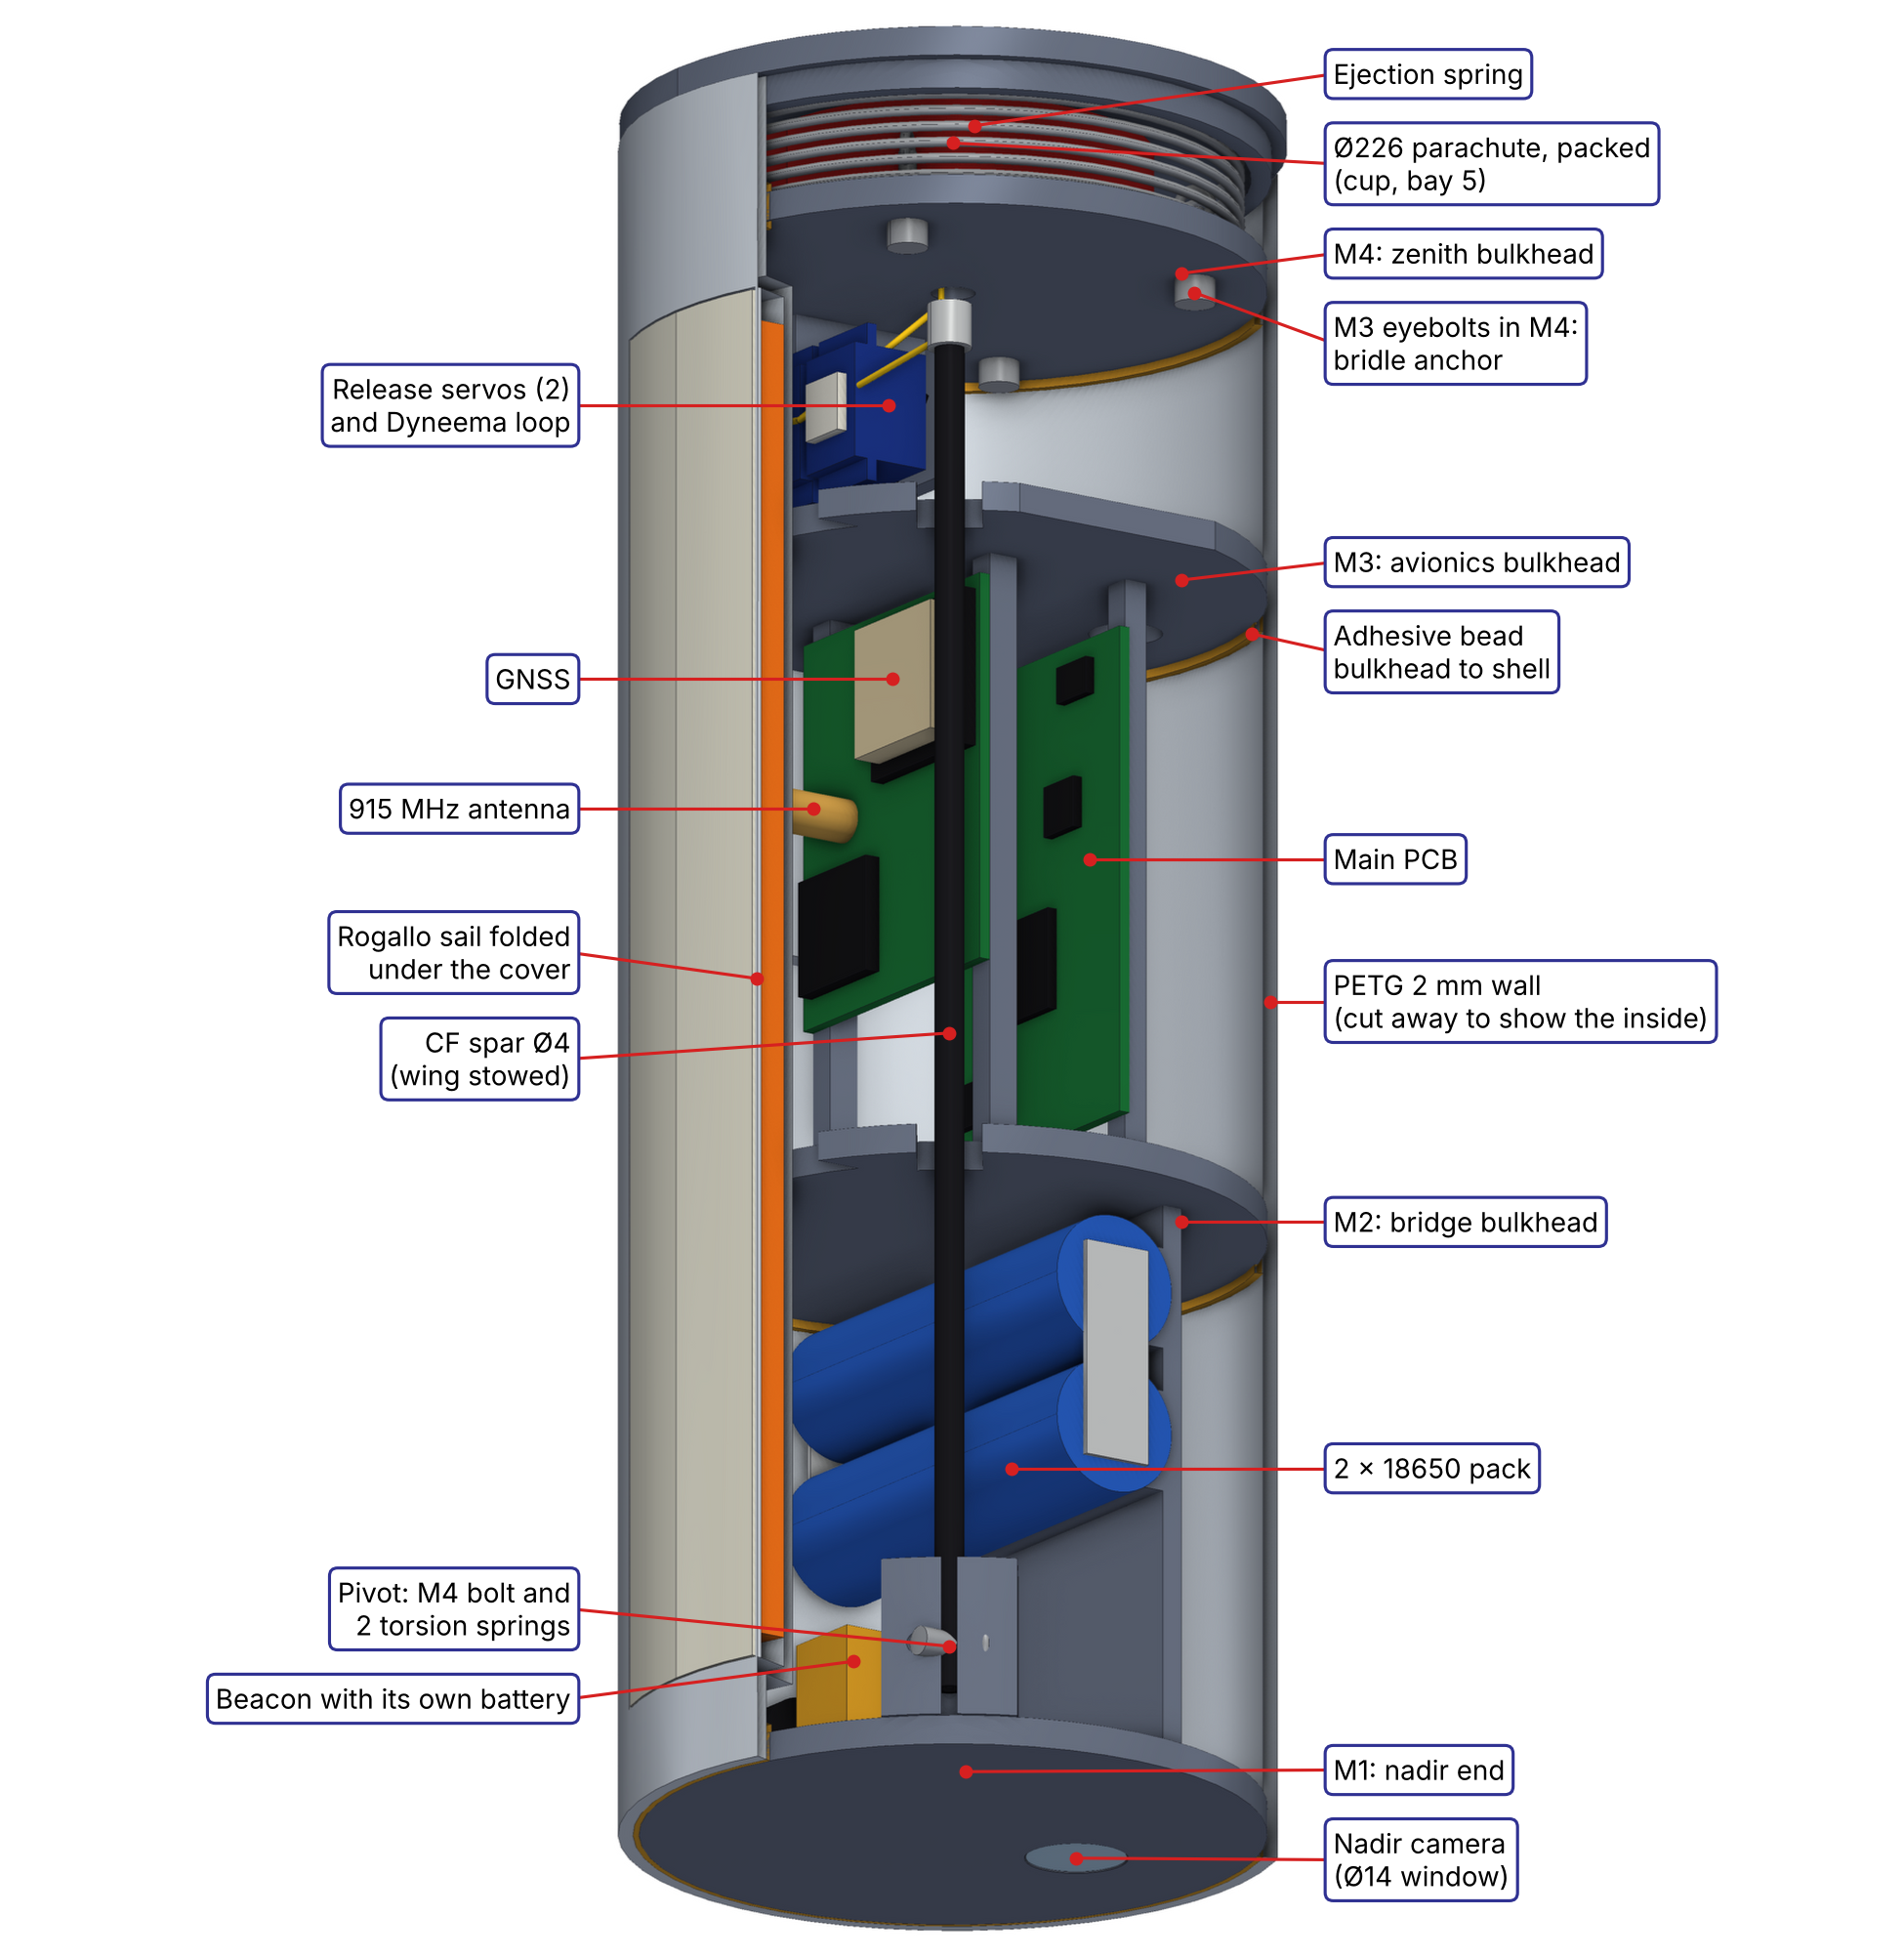 Ejection spring
Ø226 parachute, packed
(cup, bay 5)
M4: zenith bulkhead
M3 eyebolts in M4:
bridle anchor
Release servos (2)
and Dyneema loop
M3: avionics bulkhead
Adhesive bead
bulkhead to shell
GNSS
915 MHz antenna
Main PCB
Rogallo sail folded
under the cover
PETG 2 mm wall
(cut away to show the inside)
CF spar Ø4
(wing stowed)
M2: bridge bulkhead
2 × 18650 pack
Pivot: M4 bolt and
2 torsion springs
Beacon with its own battery
M1: nadir end
Nadir camera
(Ø14 window)